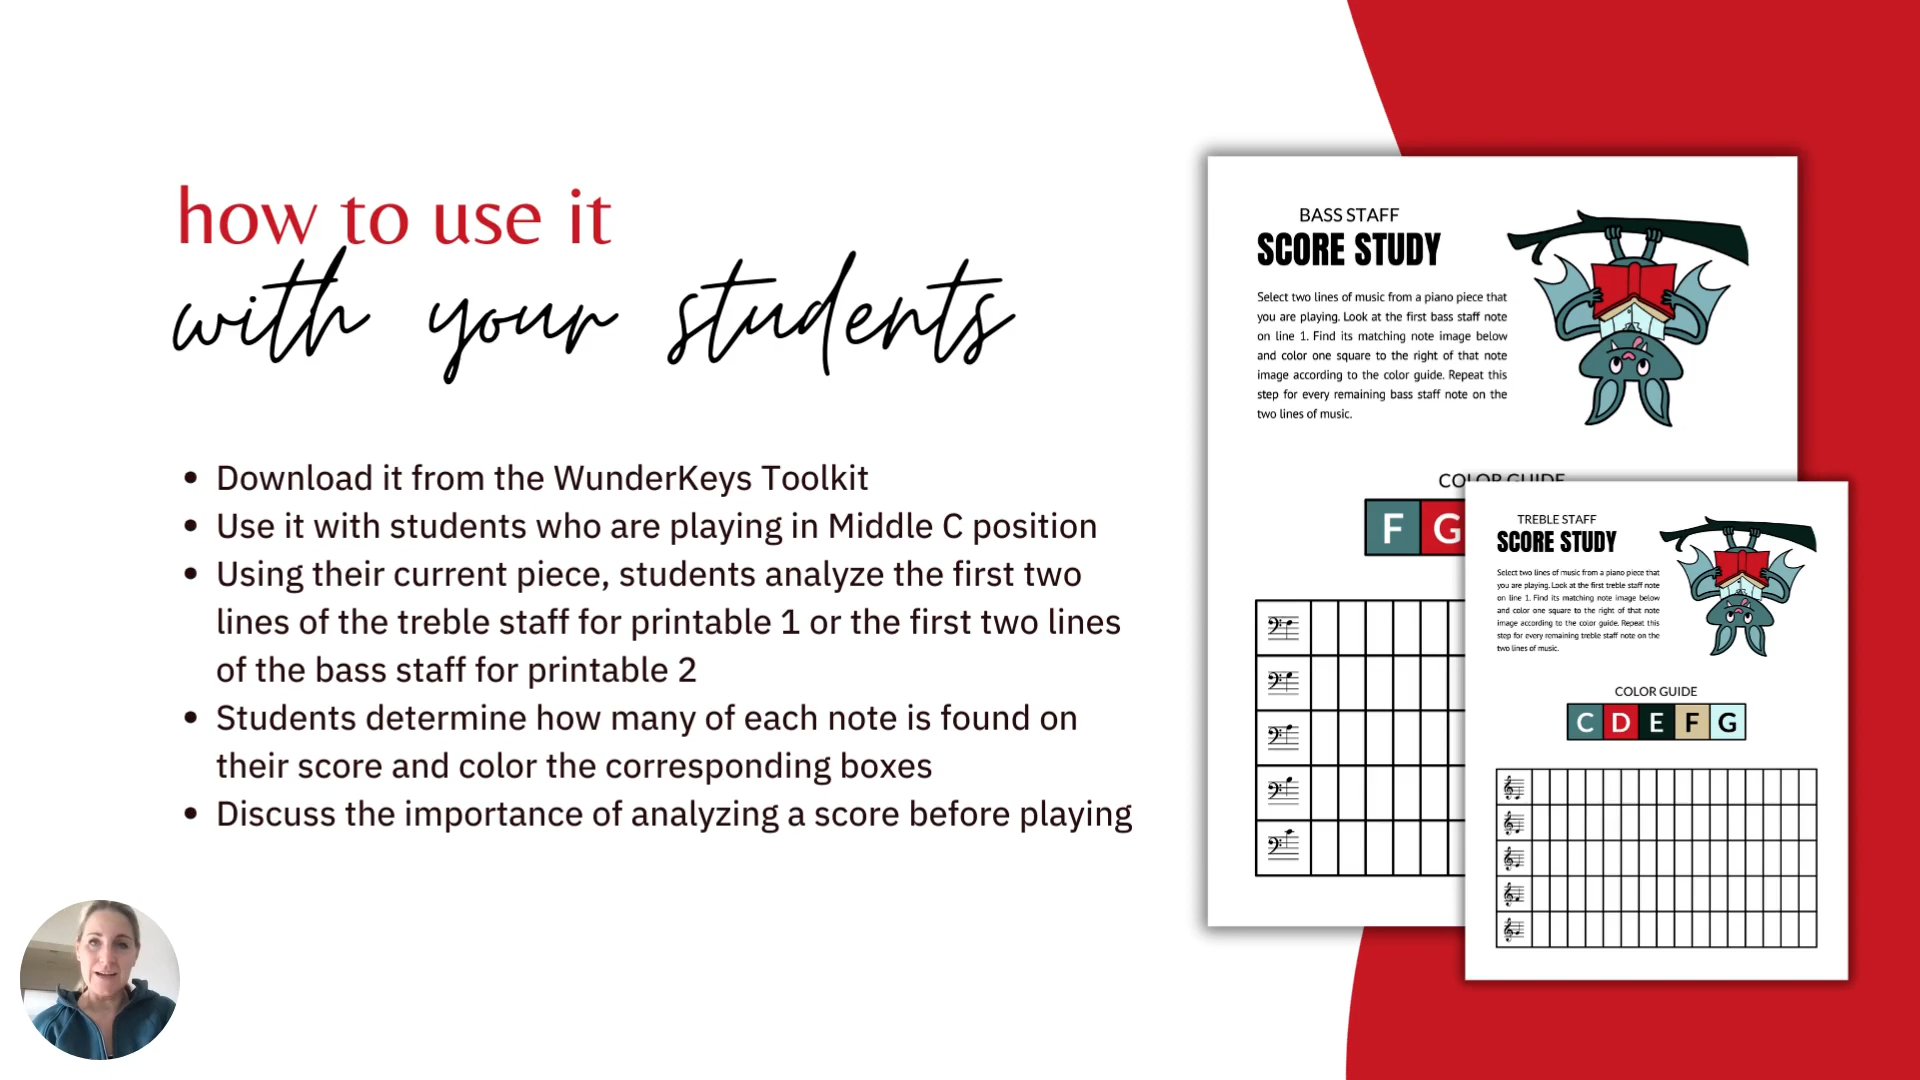 how to use it
with your students
• Download it from the WunderKeys Toolkit
• Use it with students who are playing in Middle C position
• Using their current piece, students analyze the first two
lines of the treble staff for printable 1 or the first two lines
of the bass staff for printable 2
• Students determine how many of each note is found on
their score and color the corresponding boxes
• Discuss the importance of analyzing a score before playing
BASS STAFF
SCORE STUDY
Select two lines of music from a piano piece that
you are playing. Look at the first bass staff note
on line 1. Find its matching note image below
and color one square to the right of that note
image according to the color guide. Repeat this
step for every remaining bass staff note on the
two lines of music.
COLOR GUIDE
F G
TREBLE STAFF
SCORE STUDY
Select two lines of music from a piano piece that
you are playing. Look at the first treble staff note
on line 1. Find its matching note image below
and color one square to the right of that note
image according to the color guide. Repeat this
step for every remaining treble staff note on the
two lines of music.
COLOR GUIDE
C D E F G